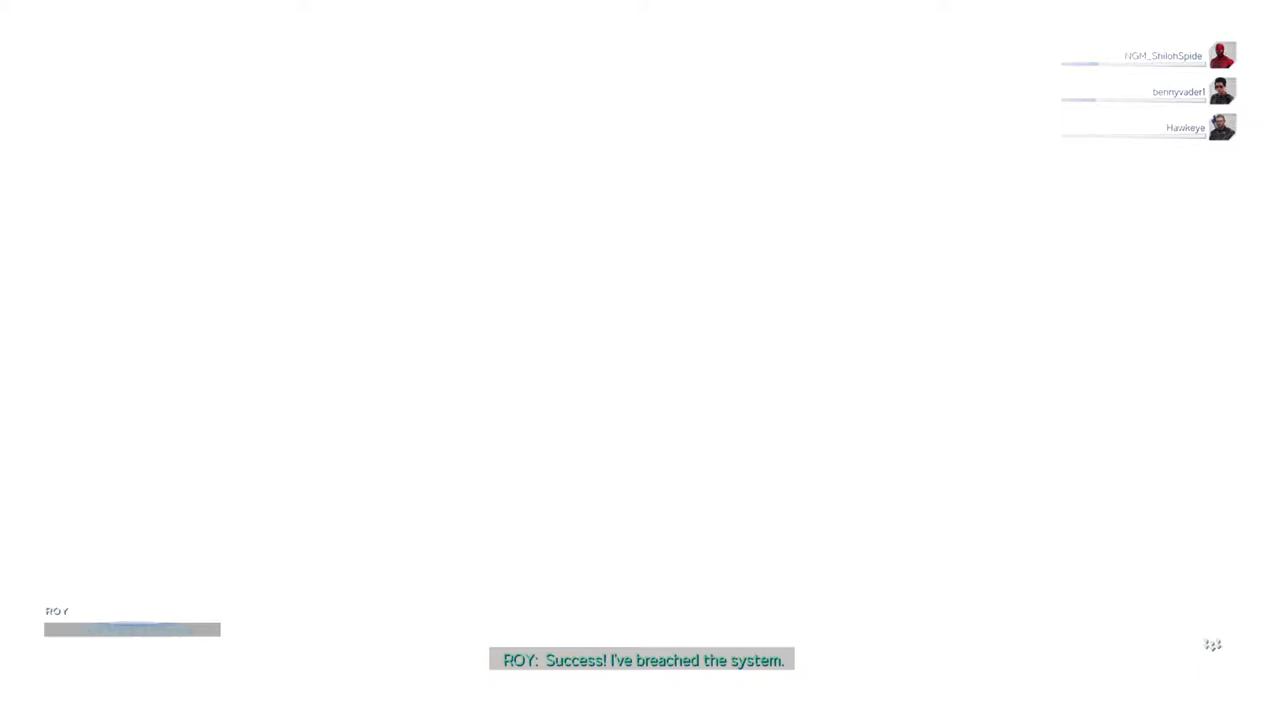 NGM_ShilohSpide
bennyvader1
Hawkeye
ROY
ROY: Success! I've breached the system.